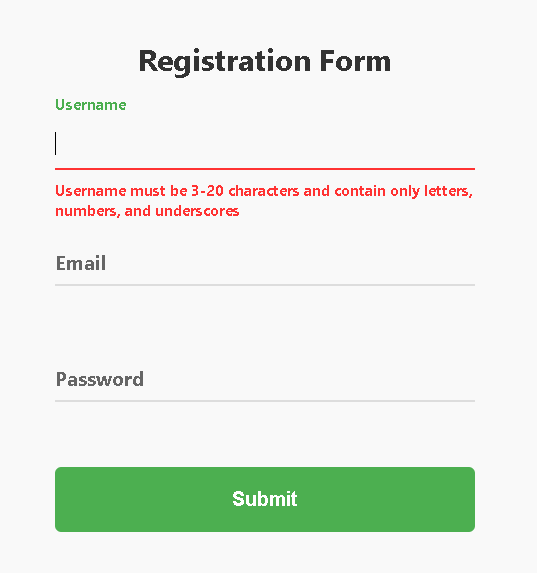 Registration Form
Username
Username must be 3-20 characters and contain only letters,
numbers, and underscores
Email
Password
Submit